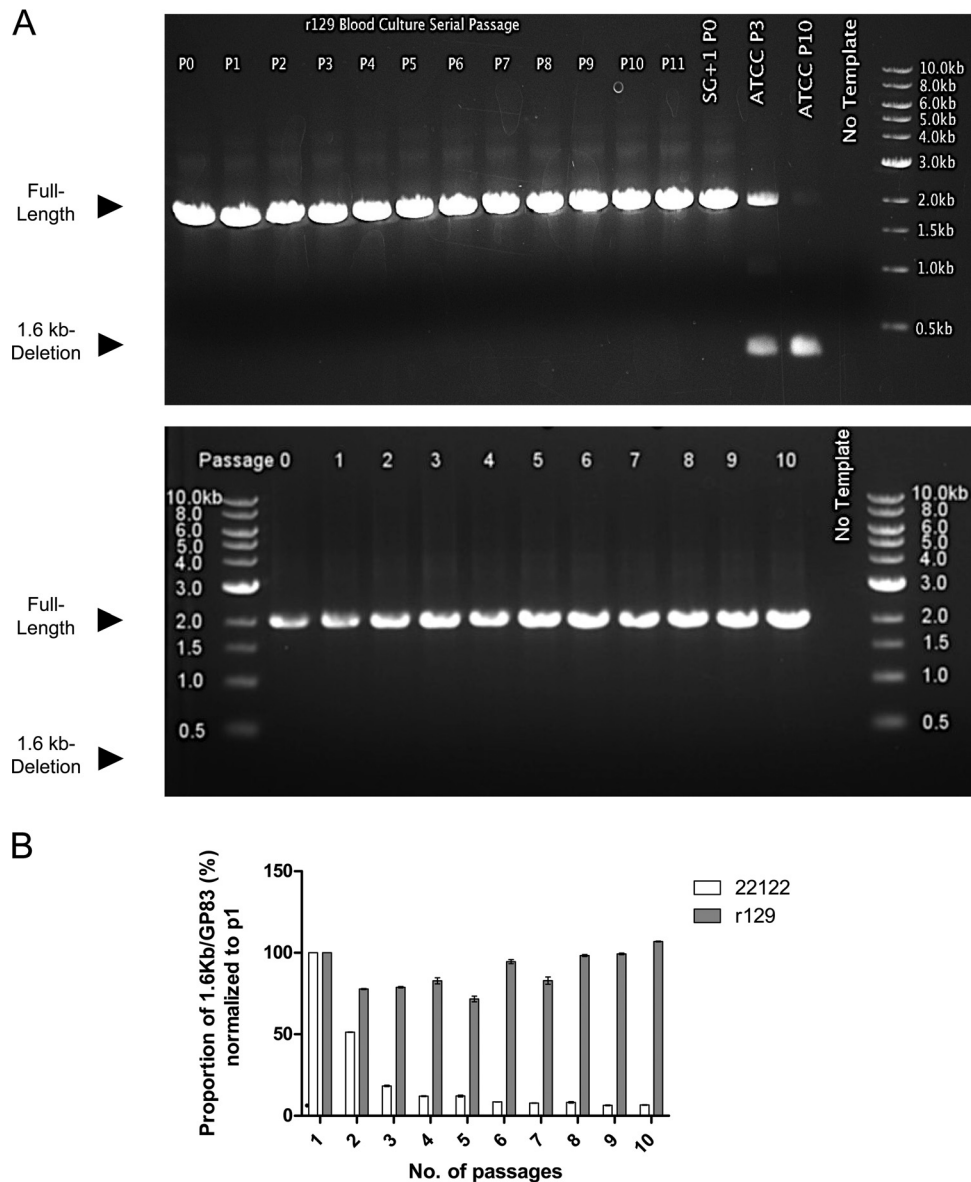 A
r129 Blood Culture Serial Passage
P0 P1 P2 P3 P4 P5 P6 P7 P8 P9 P10 P11 SG+1 P0 ATCC P3 ATCC P10 No Template
10.0kb
8.0kb
6.0kb
5.0kb
4.0kb
3.0kb
2.0kb
1.5kb
1.0kb
0.5kb
Full-
Length
1.6 kb-
Deletion
Passage 0 1 2 3 4 5 6 7 8 9 10 No Template
10.0kb 10.0kb
8.0 8.0
6.0 6.0
5.0 5.0
4.0 4.0
3.0 3.0
2.0 2.0
1.5 1.5
1.0 1.0
0.5 0.5
Full-
Length
1.6 kb-
Deletion
B
Proportion of 1.6Kb/GP83 (%)
normalized to p1
150
100
50
0
1 2 3 4 5 6 7 8 9 10
No. of passages
22122
r129